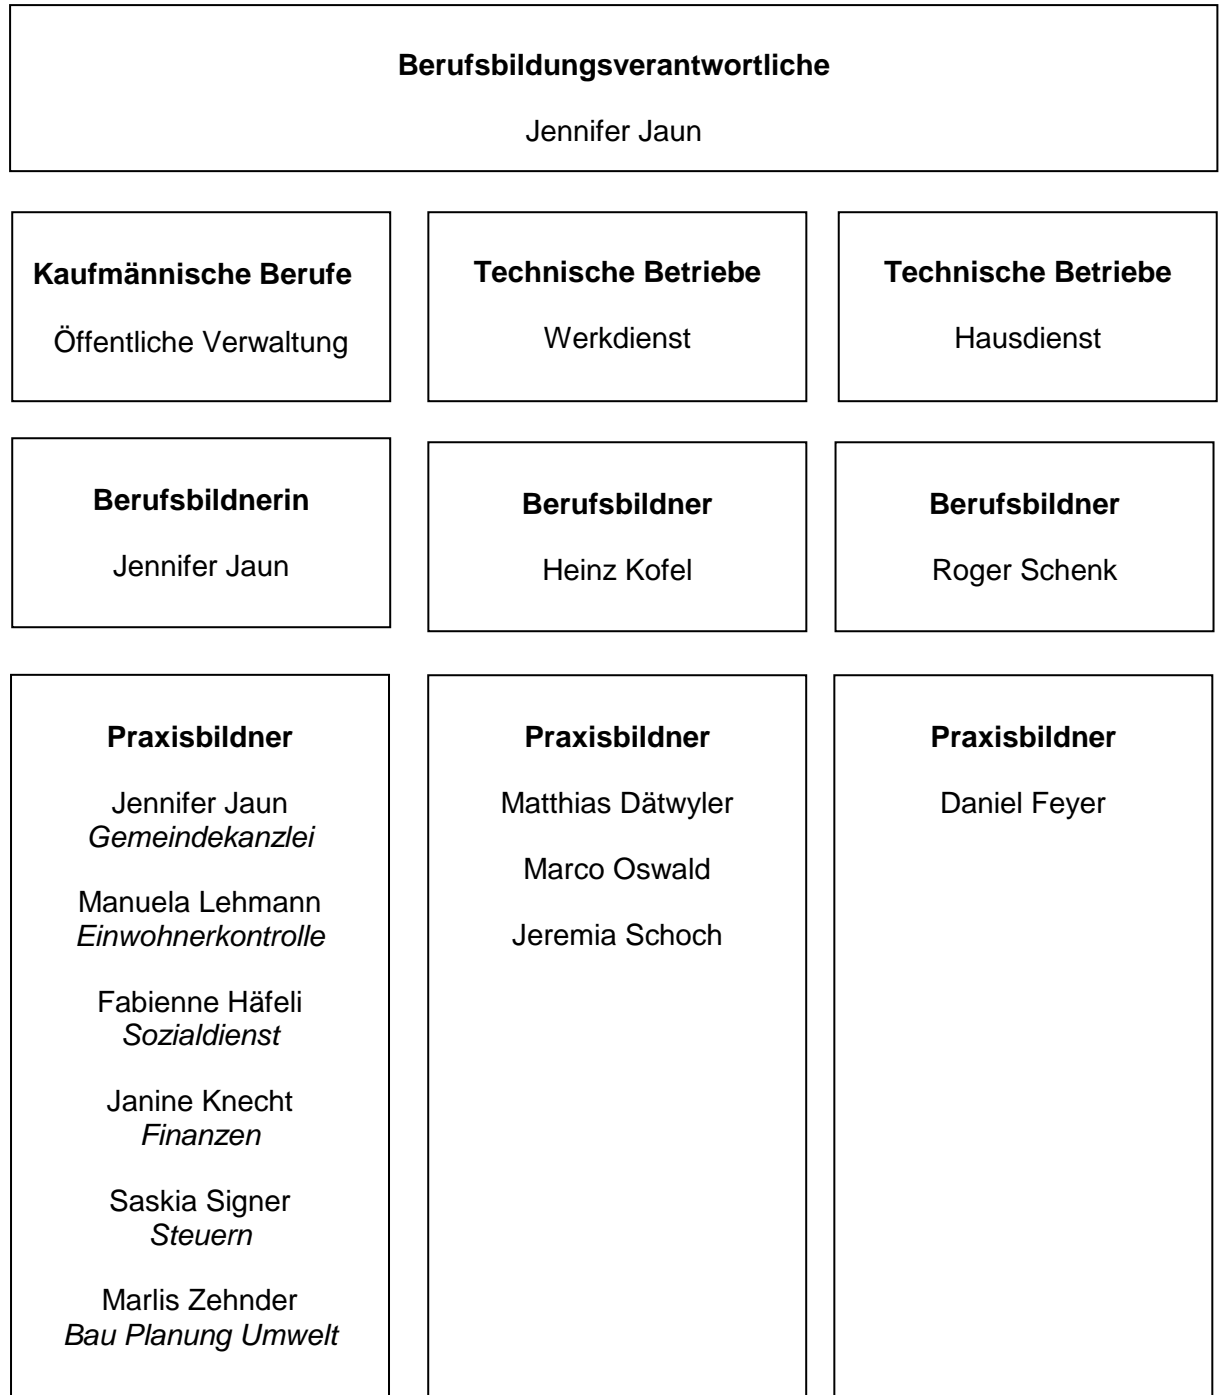 Berufsbildungsverantwortliche
Jennifer Jaun
Kaufmännische Berufe
Öffentliche Verwaltung
Technische Betriebe
Werkdienst
Technische Betriebe
Hausdienst
Berufsbildnerin
Jennifer Jaun
Berufsbildner
Heinz Kofel
Berufsbildner
Roger Schenk
Praxisbildner
Jennifer Jaun
Gemeindekanzlei
Manuela Lehmann
Einwohnerkontrolle
Fabienne Häfeli
Sozialdienst
Janine Knecht
Finanzen
Saskia Signer
Steuern
Marlis Zehnder
Bau Planung Umwelt
Praxisbildner
Matthias Dätwyler
Marco Oswald
Jeremia Schoch
Praxisbildner
Daniel Feyer